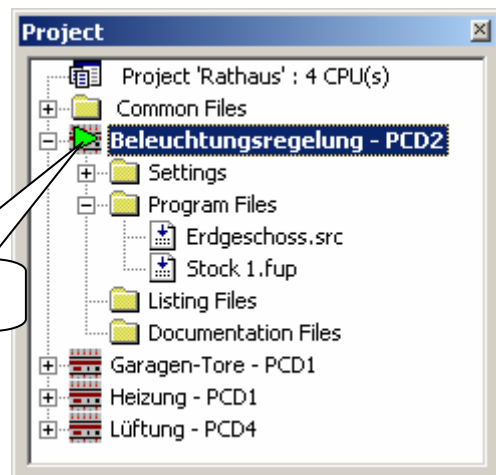 Project
Project 'Rathaus' : 4 CPU(s)
Common Files
Beleuchtungsregelung - PCD2
Settings
Program Files
Erdgeschoss.src
Stock 1.fup
Listing Files
Documentation Files
Garagen-Tore - PCD1
Heizung - PCD1
Lüftung - PCD4